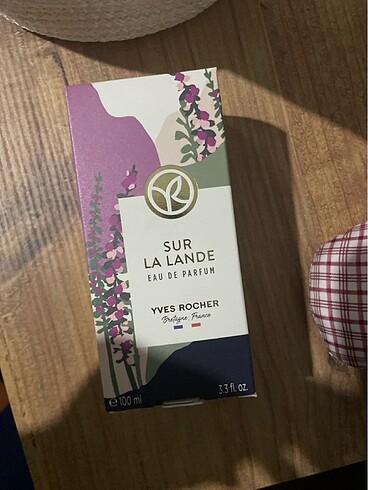 SUR
LA LANDE
EAU DE PARFUM
YVES ROCHER
Bretagne, France
℮ 100 ml
3.3 fl. oz.